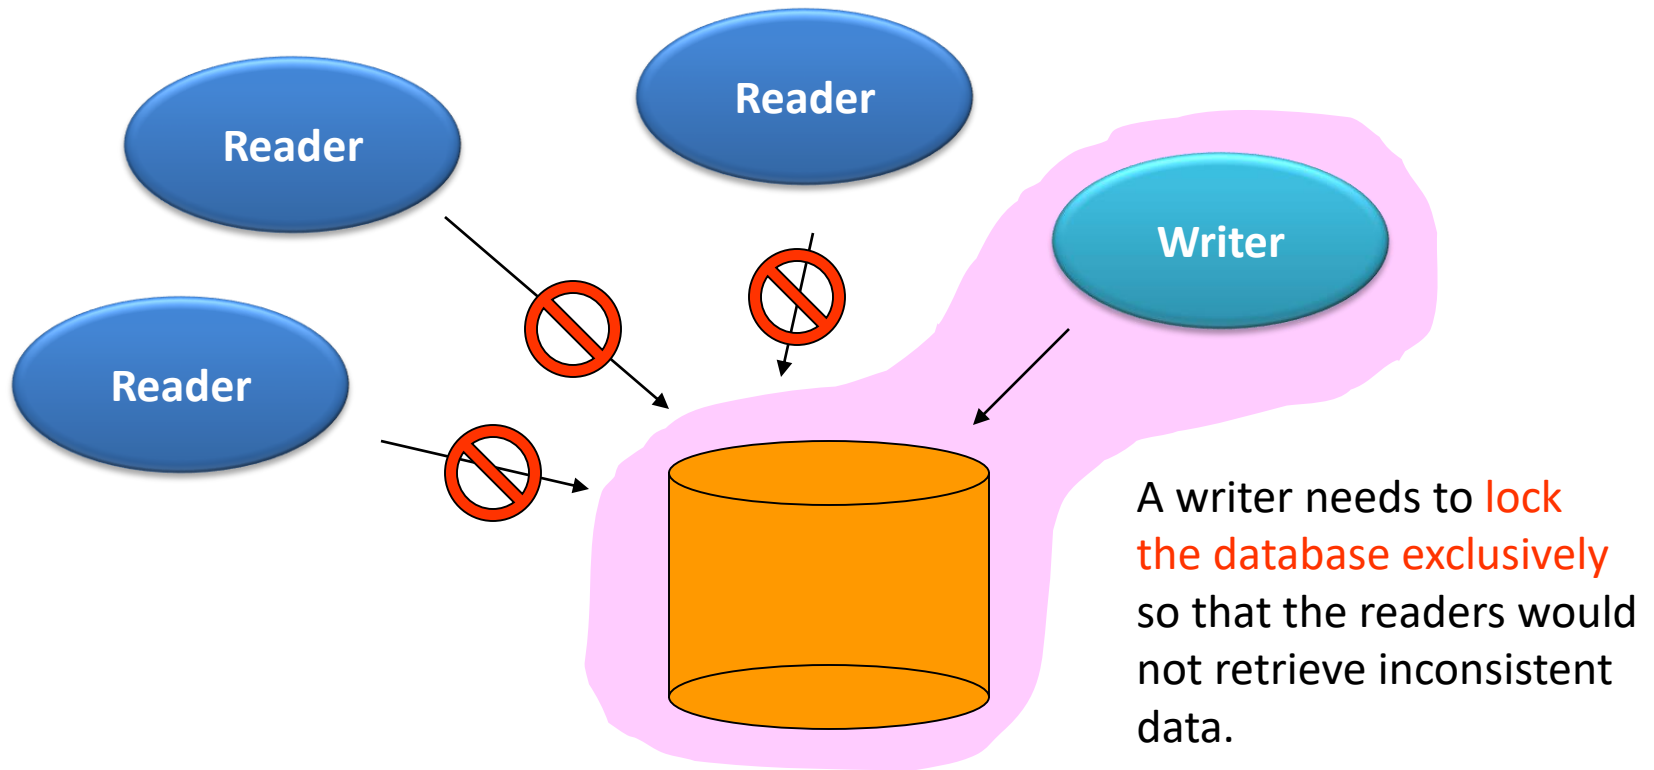 Reader
Reader
Writer
Reader
A writer needs to lock
the database exclusively
so that the readers would
not retrieve inconsistent
data.